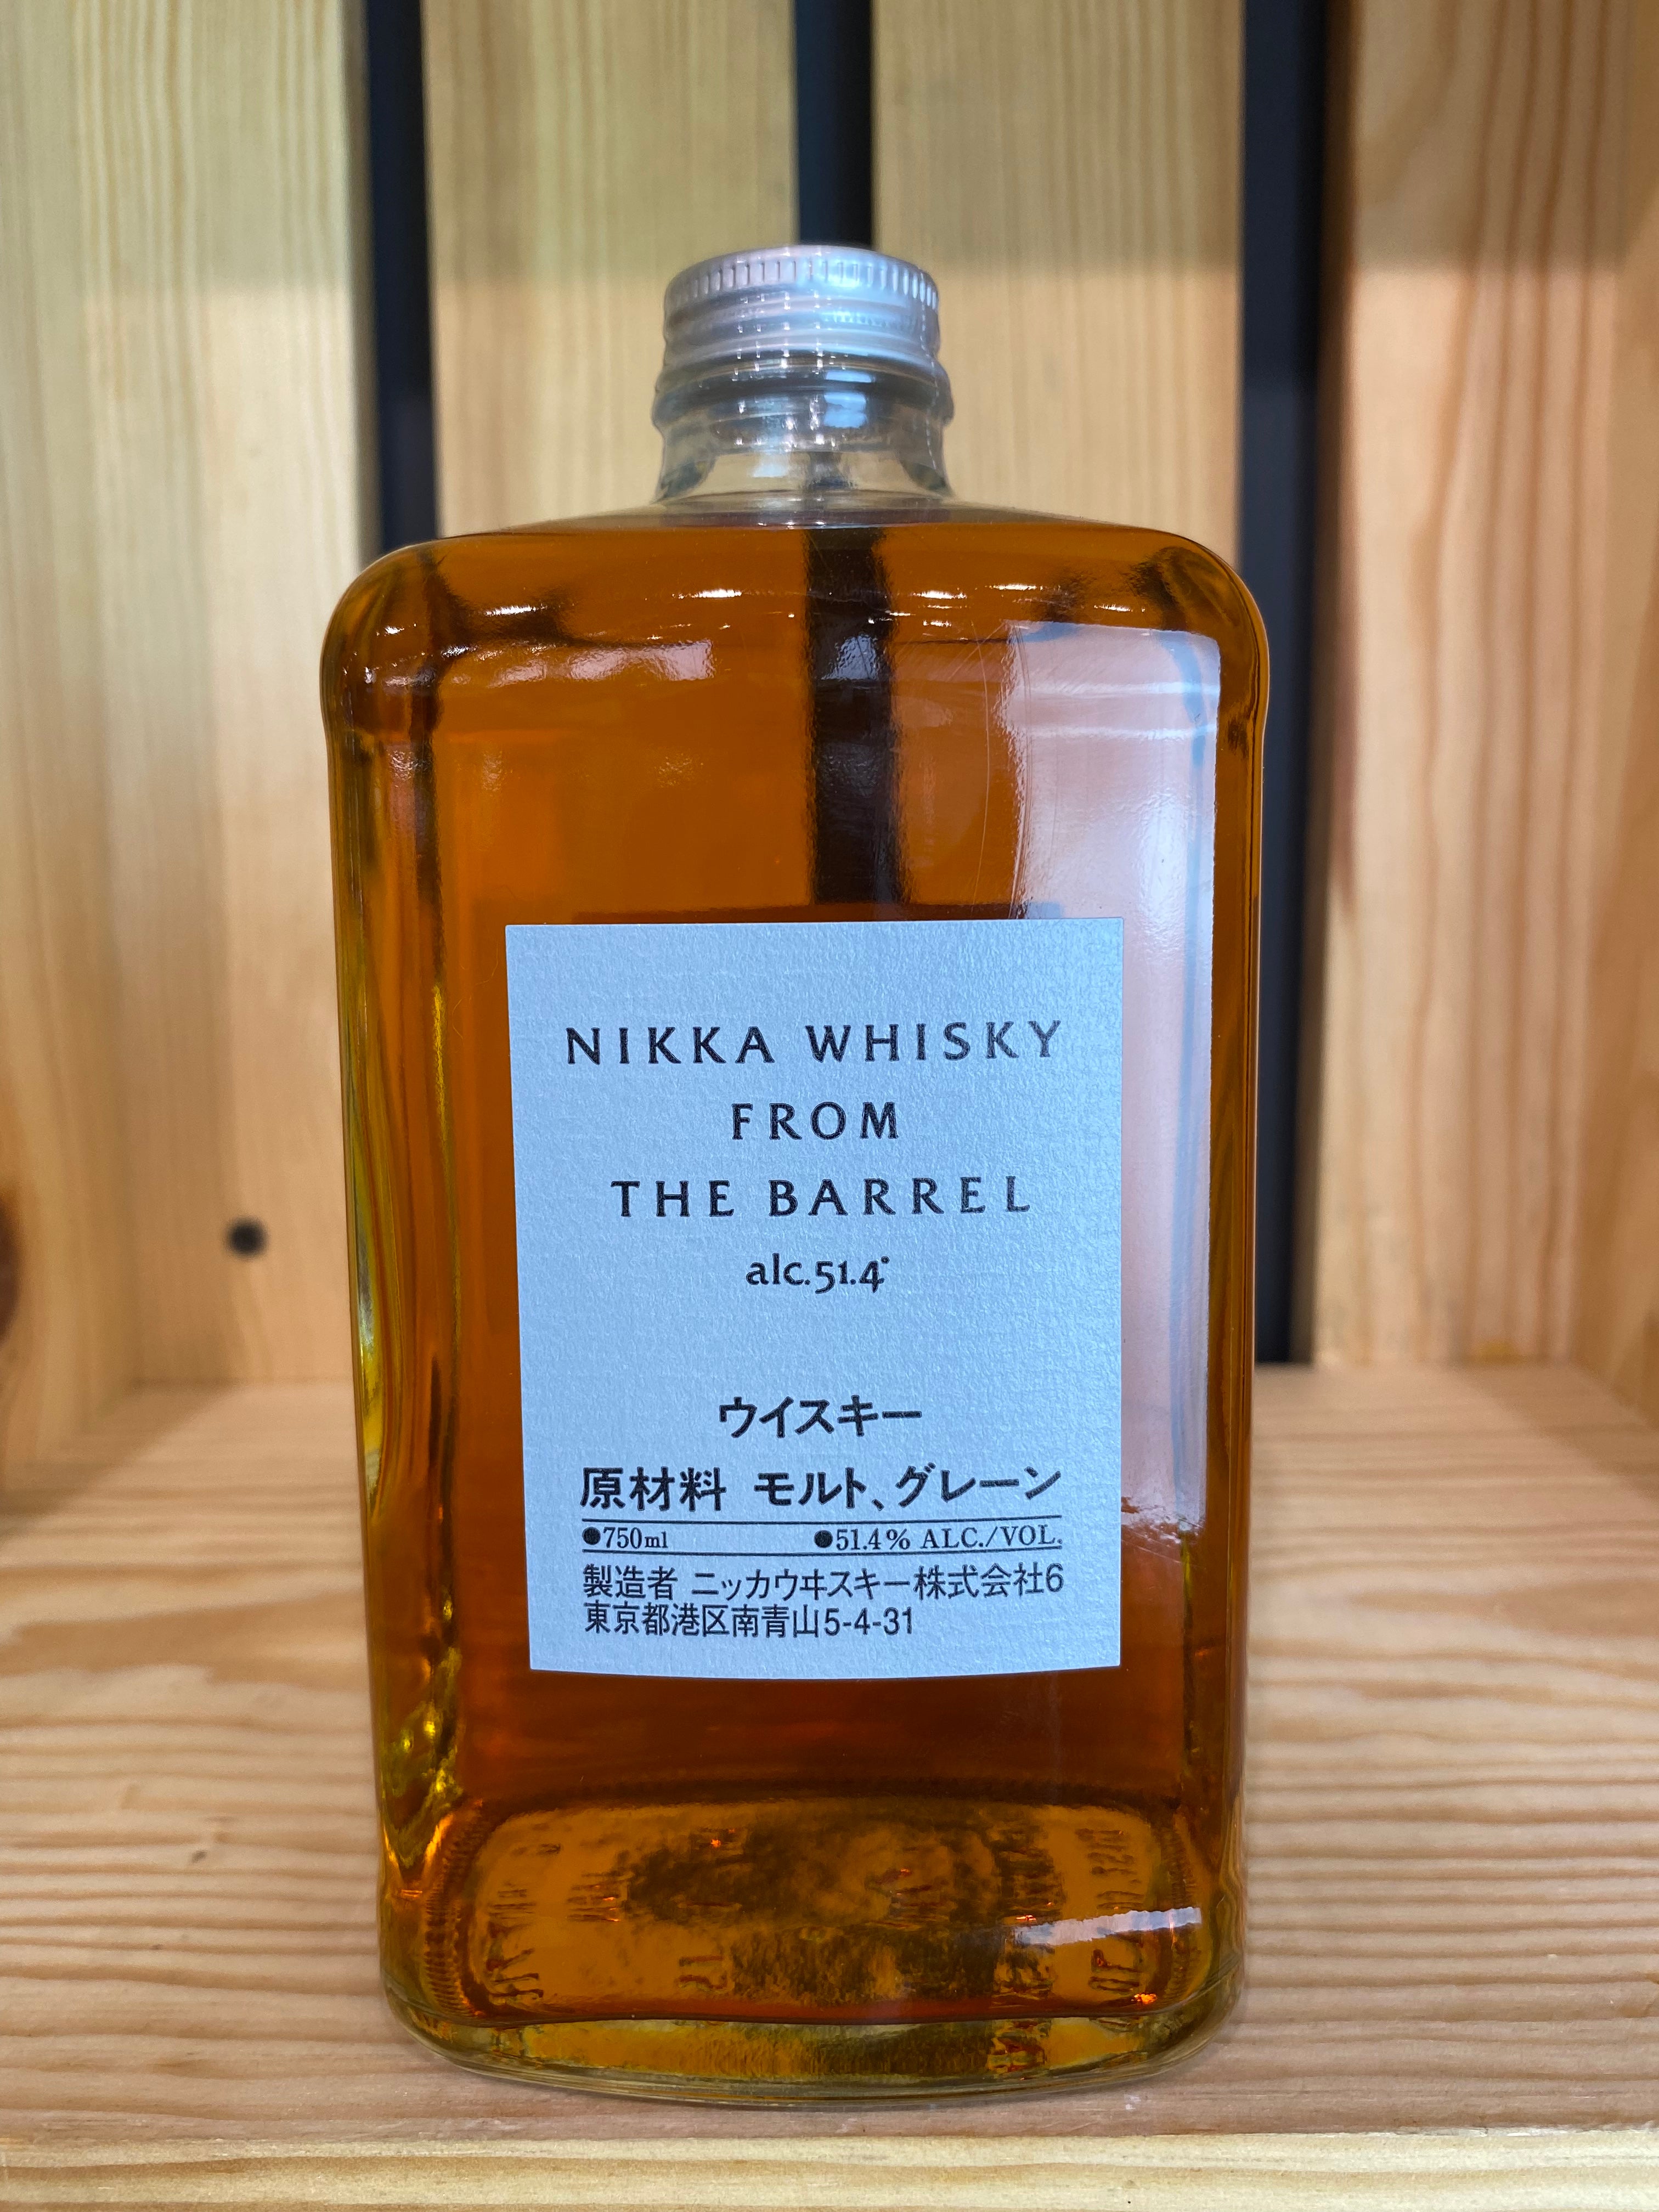 NIKKA WHISKY
FROM
THE BARREL
alc.51.4°
ウイスキー
原材料 モルト、グレーン
●750ml ●51.4% ALC./VOL.
製造者 ニッカウヰスキー株式会社6
東京都港区南青山5-4-31